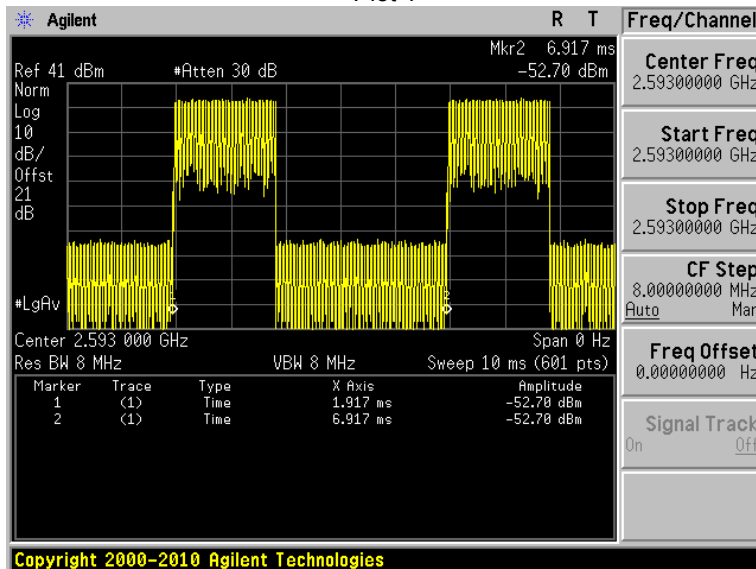 Agilent R T Freq/Channel
Mkr2 6.917 ms
Ref 41 dBm #Atten 30 dB -52.70 dBm
Norm
Log
10
dB/
Offst
21
dB
#LgAv
Center 2.593 000 GHz Span 0 Hz
Res BW 8 MHz VBW 8 MHz Sweep 10 ms (601 pts)
Marker Trace Type X Axis Amplitude
1 (1) Time 1.917 ms -52.70 dBm
2 (1) Time 6.917 ms -52.70 dBm
Copyright 2000-2010 Agilent Technologies
Center Freq
2.59300000 GHz
Start Freq
2.59300000 GHz
Stop Freq
2.59300000 GHz
CF Step
8.00000000 MHz
Auto Man
Freq Offset
0.00000000 Hz
Signal Track
On Off